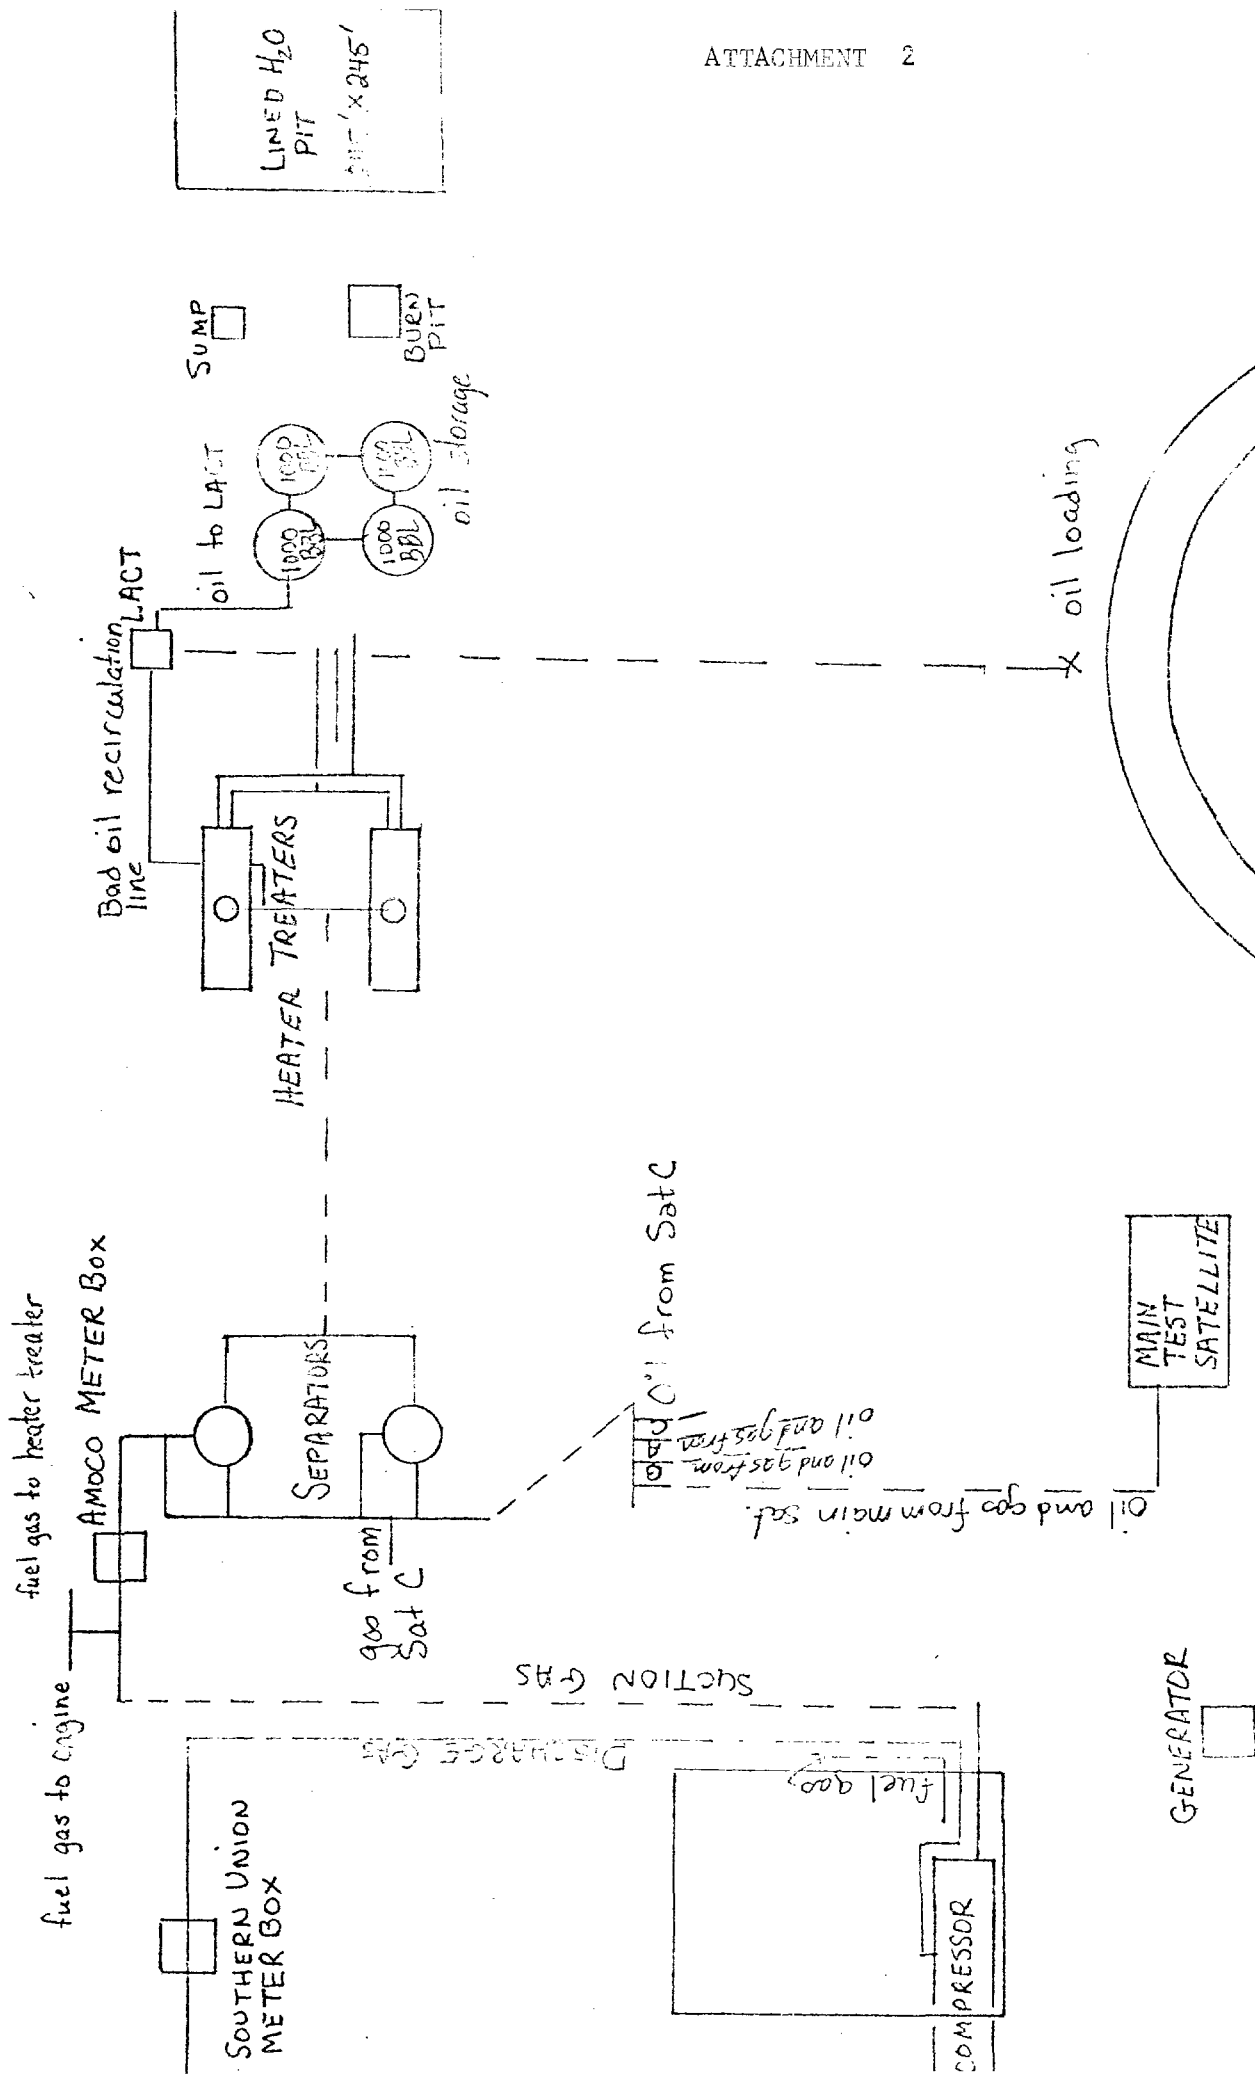 ATTACHMENT 2
LINED H₂O
PIT
'x245'
SUMP
BURN
PIT
oil to LACT
1000
BBL
1000
BBL
1000
BBL
1000
BBL
oil storage
LACT
Bad oil recirculation
line
oil loading
HEATER TREATERS
fuel gas to heater treater
AMOCO METER BOX
SEPARATORS
gas from
Sat C
from Sat C
oil and gas from
oil and gas from
oil and gas from main sat.
MAIN
TEST
SATELLITE
fuel gas to engine
SUCTION GAS
DISCHARGE GAS
fuel gas
SOUTHERN UNION
METER BOX
COMPRESSOR
GENERATOR